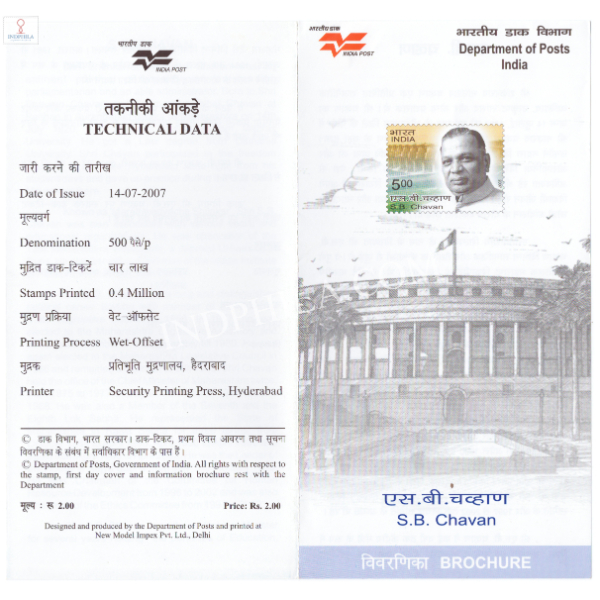 INDPHILA
भारतीय डाक
INDIA POST
तकनीकी आंकड़े
TECHNICAL DATA
जारी करने की तारीख
Date of Issue 14-07-2007
मूल्यवर्ग
Denomination 500 पैसे/p
मुद्रित डाक-टिकटें चार लाख
Stamps Printed 0.4 Million
मुद्रण प्रक्रिया वेट-ऑफसेट
Printing Process Wet-Offset
मुद्रक प्रतिभूति मुद्रणालय, हैदराबाद
Printer Security Printing Press, Hyderabad
© डाक विभाग, भारत सरकार। डाक-टिकट, प्रथम दिवस आवरण तथा सूचना
विवरणिका के संबंध में सर्वाधिकार विभाग के पास हैं।
© Department of Posts, Government of India. All rights with respect to
the stamp, first day cover and information brochure rest with the
Department
मूल्य : रू 2.00 Price: Rs. 2.00
Designed and produced by the Department of Posts and printed at
New Model Impex Pvt. Ltd., Delhi
भारतीय डाक
INDIA POST
भारतीय डाक विभाग
Department of Posts
India
भारत
INDIA
5.00
एस.बी.चव्हाण
S.B. Chavan
INDPHILA.COM
एस.बी.चव्हाण
S.B. Chavan
विवरणिका BROCHURE